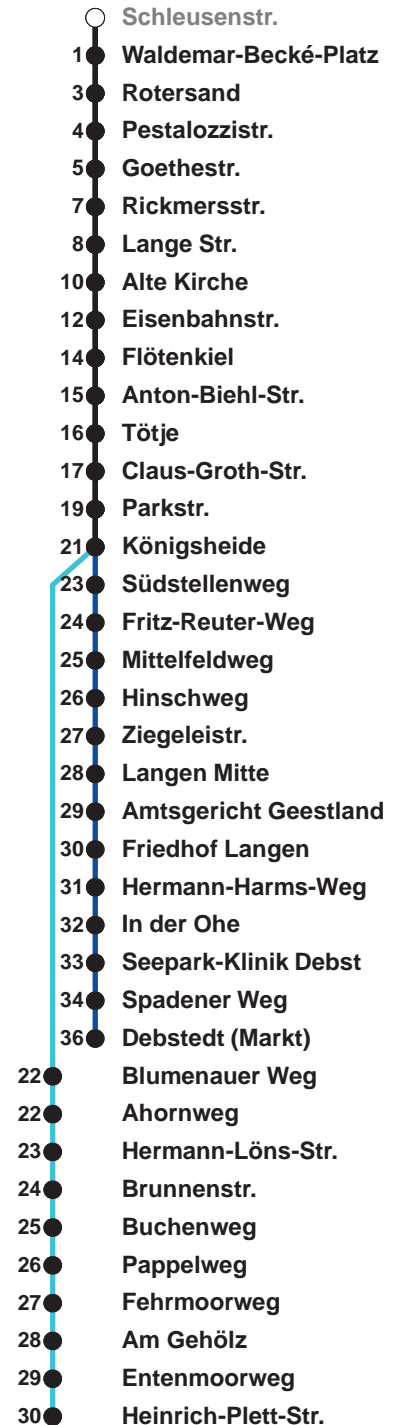 Schleusenstr.
1 Waldemar-Becké-Platz
3 Rotersand
4 Pestalozzistr.
5 Goethestr.
7 Rickmersstr.
8 Lange Str.
10 Alte Kirche
12 Eisenbahnstr.
14 Flötenkiel
15 Anton-Biehl-Str.
16 Tötje
17 Claus-Groth-Str.
19 Parkstr.
21 Königsheide
23 Südstellenweg
24 Fritz-Reuter-Weg
25 Mittelfeldweg
26 Hinschweg
27 Ziegeleistr.
28 Langen Mitte
29 Amtsgericht Geestland
30 Friedhof Langen
31 Hermann-Harms-Weg
32 In der Ohe
33 Seepark-Klinik Debst
34 Spadener Weg
36 Debstedt (Markt)
22 Blumenauer Weg
22 Ahornweg
23 Hermann-Löns-Str.
24 Brunnenstr.
25 Buchenweg
26 Pappelweg
27 Fehrmoorweg
28 Am Gehölz
29 Entenmoorweg
30 Heinrich-Plett-Str.